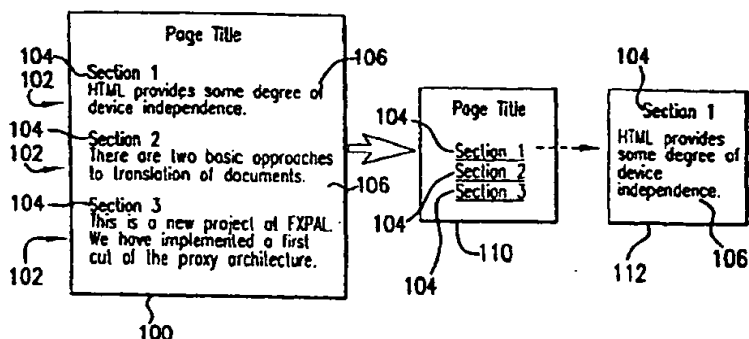 Page Title
104
Section 1
106
102
HTML provides some degree of
device independence.
104
Section 2
102
There are two basic approaches
to translation of documents.
106
104
Section 3
This is a new project at FXPAL.
We have implemented a first
cut of the proxy architecture.
102
100
Page Title
104
Section 1
Section 2
104
Section 3
104
110
104
Section 1
HTML provides
some degree of
device
independence.
112
106